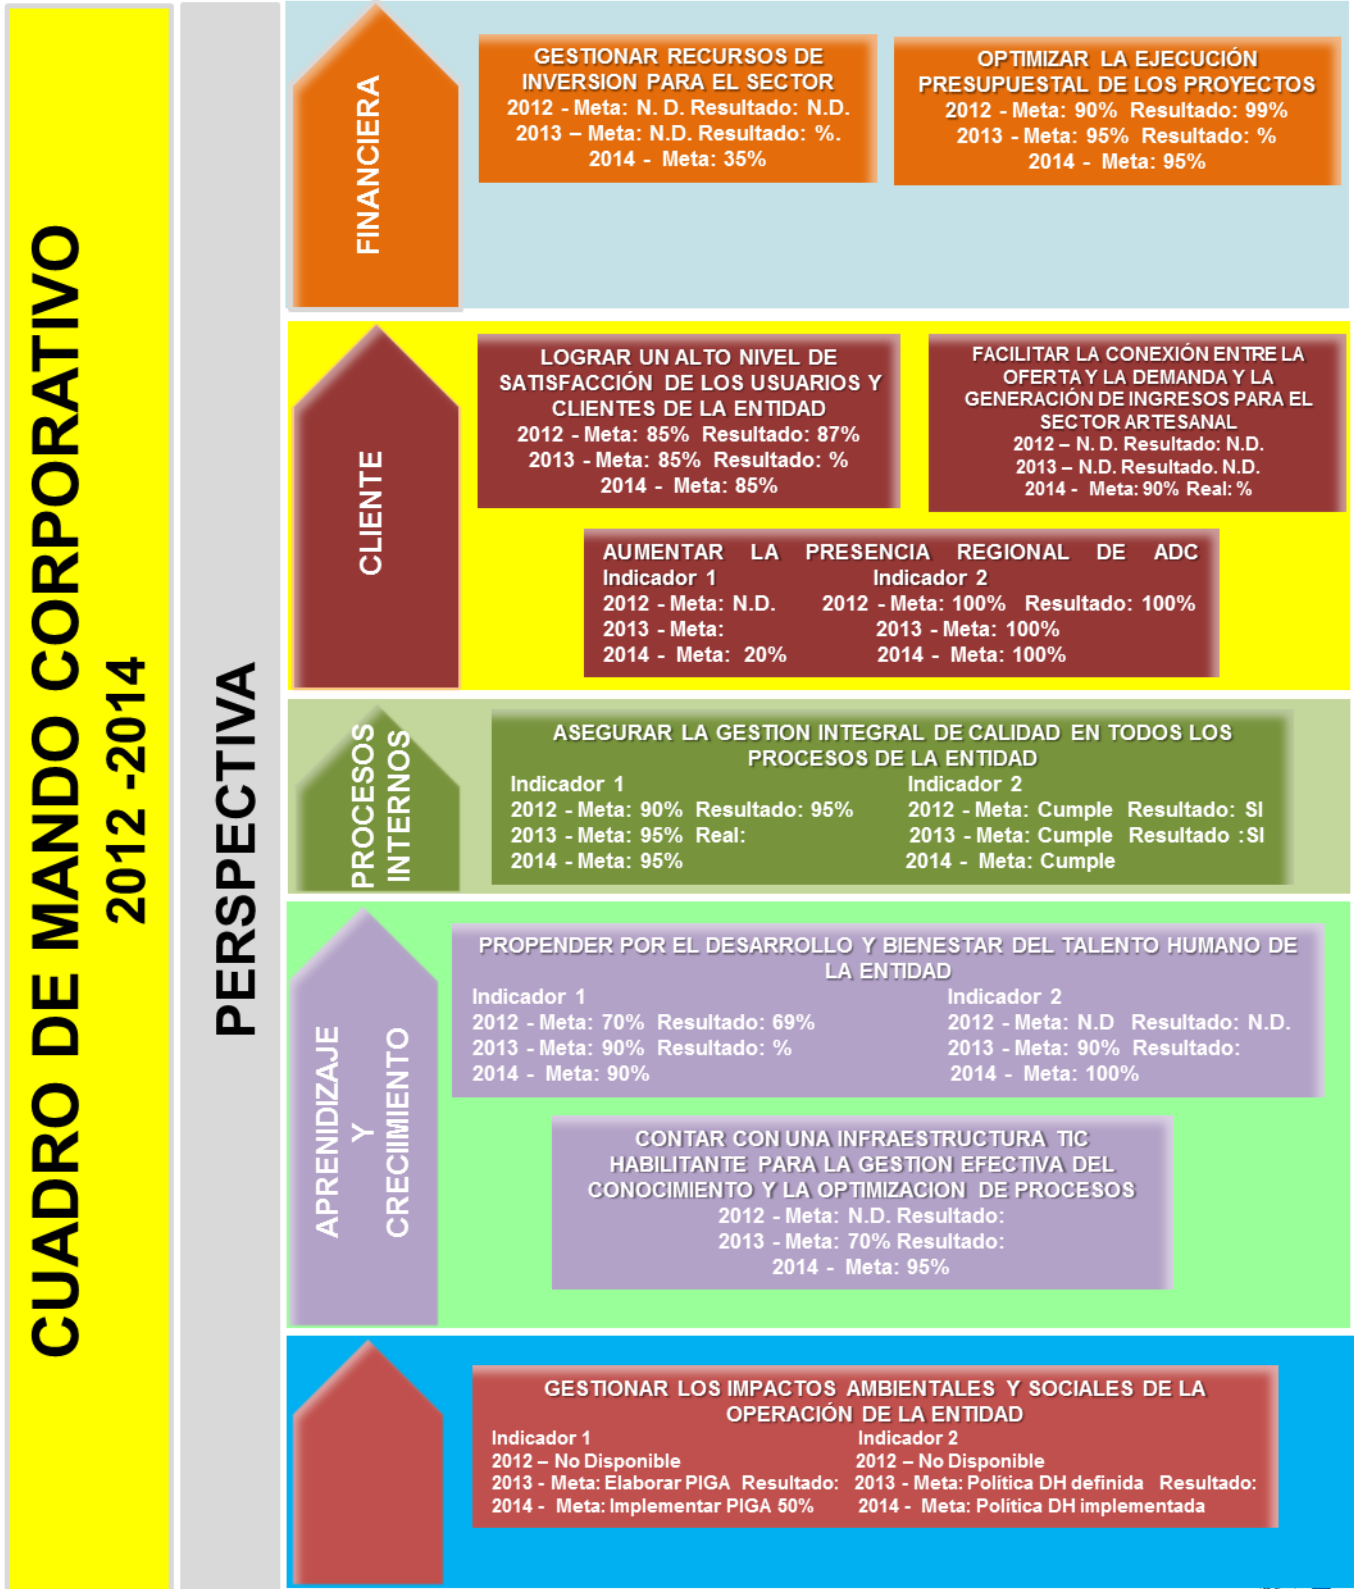 CUADRO DE MANDO CORPORATIVO
2012 -2014
PERSPECTIVA
FINANCIERA
GESTIONAR RECURSOS DE
INVERSION PARA EL SECTOR
2012 - Meta: N. D. Resultado: N.D.
2013 – Meta: N.D. Resultado: %.
2014 -  Meta: 35%
OPTIMIZAR LA EJECUCIÓN
PRESUPUESTAL DE LOS PROYECTOS
2012 - Meta: 90%  Resultado: 99%
2013 - Meta: 95%  Resultado: %
2014 -  Meta: 95%
CLIENTE
LOGRAR UN ALTO NIVEL DE
SATISFACCIÓN DE LOS USUARIOS Y
CLIENTES DE LA ENTIDAD
2012 - Meta: 85%  Resultado: 87%
2013 - Meta: 85%  Resultado: %
2014 -  Meta: 85%
FACILITAR LA CONEXIÓN ENTRE LA
OFERTA Y LA DEMANDA Y LA
GENERACIÓN DE INGRESOS PARA EL
SECTOR ARTESANAL
2012 – N. D. Resultado: N.D.
2013 – N.D. Resultado. N.D.
2014 -  Meta: 90% Real: %
AUMENTAR LA PRESENCIA REGIONAL DE ADC
Indicador 1 Indicador 2
2012 - Meta: N.D. 2012 - Meta: 100%  Resultado: 100%
2013 - Meta: 2013 - Meta: 100%
2014 -  Meta:  20% 2014 -  Meta: 100%
PROCESOS
INTERNOS
ASEGURAR LA GESTION INTEGRAL DE CALIDAD EN TODOS LOS
PROCESOS DE LA ENTIDAD
Indicador 1 Indicador 2
2012 - Meta: 90%  Resultado: 95% 2012 - Meta: Cumple  Resultado: SI
2013 - Meta: 95%  Real: 2013 - Meta: Cumple  Resultado :SI
2014 - Meta: 95% 2014 -  Meta: Cumple
APRENIDIZAJE
Y
CRECIIMIENTO
PROPENDER POR EL DESARROLLO Y BIENESTAR DEL TALENTO HUMANO DE
LA ENTIDAD
Indicador 1 Indicador 2
2012 - Meta: 70%  Resultado: 69% 2012 - Meta: N.D  Resultado: N.D.
2013 - Meta: 90%  Resultado: % 2013 - Meta: 90%  Resultado:
2014 -  Meta: 90% 2014 -  Meta: 100%
CONTAR CON UNA INFRAESTRUCTURA TIC
HABILITANTE PARA LA GESTION EFECTIVA DEL
CONOCIMIENTO Y LA OPTIMIZACION  DE PROCESOS
2012 - Meta: N.D. Resultado:
2013 - Meta: 70% Resultado:
2014 -  Meta: 95%
GESTIONAR LOS IMPACTOS AMBIENTALES Y SOCIALES DE LA
OPERACIÓN DE LA ENTIDAD
Indicador 1 Indicador 2
2012 – No Disponible 2012 – No Disponible
2013 - Meta: Elaborar PIGA  Resultado: 2013 - Meta: Política DH definida  Resultado:
2014 -  Meta: Implementar PIGA 50% 2014 -  Meta: Política DH implementada